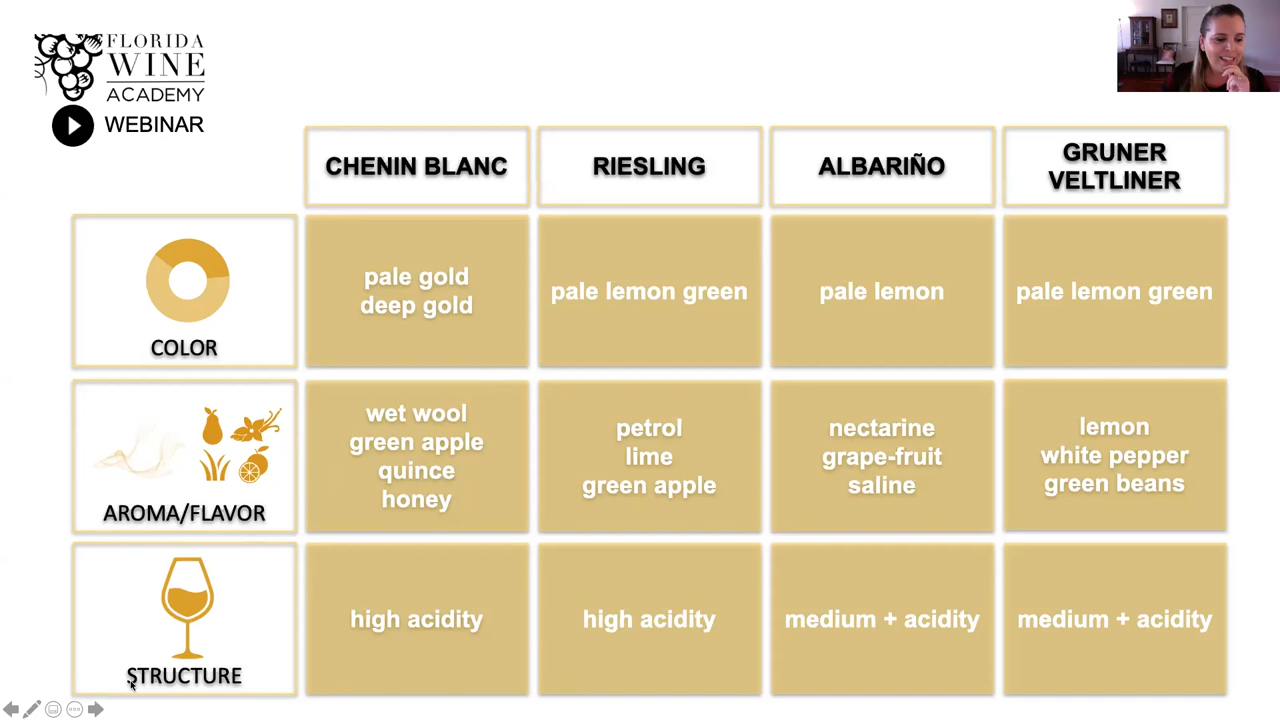 FLORIDA
WINE
ACADEMY
WEBINAR
CHENIN BLANC
RIESLING
ALBARIÑO
GRUNER
VELTLINER
COLOR
pale gold
deep gold
pale lemon green
pale lemon
pale lemon green
AROMA/FLAVOR
wet wool
green apple
quince
honey
petrol
lime
green apple
nectarine
grape-fruit
saline
lemon
white pepper
green beans
STRUCTURE
high acidity
high acidity
medium + acidity
medium + acidity